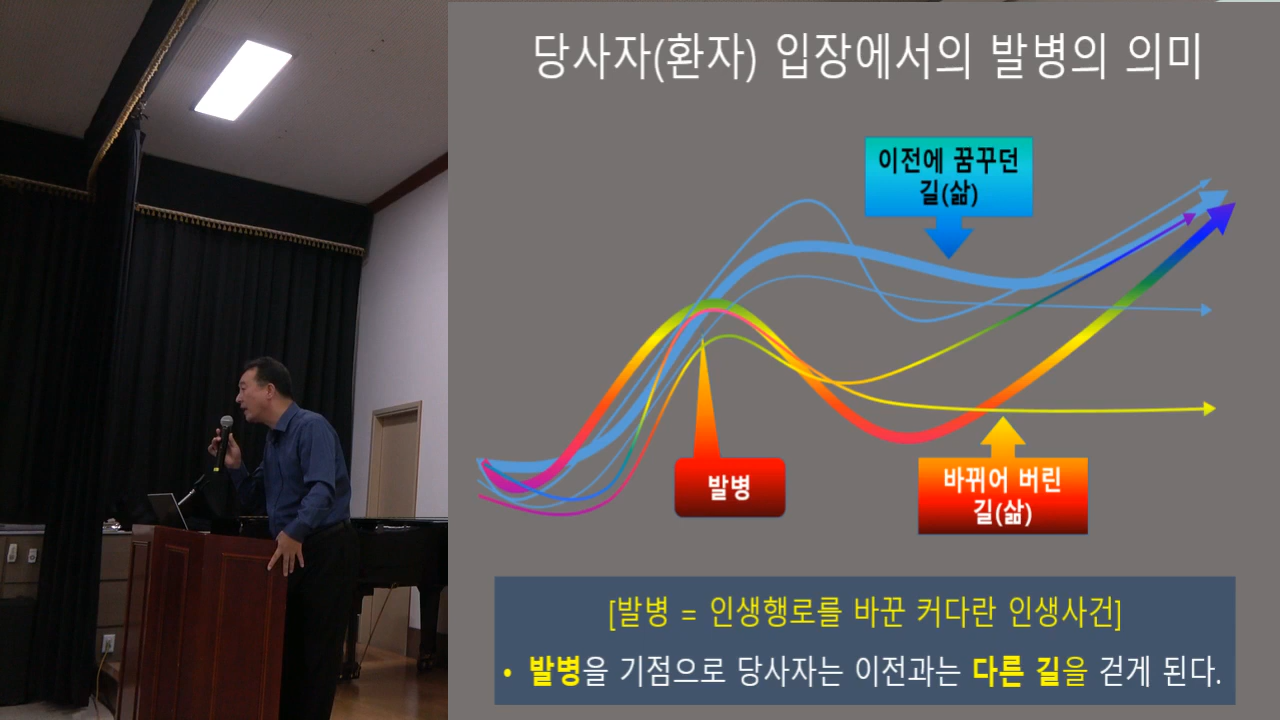 당사자(환자) 입장에서의 발병의 의미
이전에 꿈꾸던
길(삶)
발병
바뀌어 버린
길(삶)
[발병 = 인생행로를 바꾼 커다란 인생사건]
• 발병을 기점으로 당사자는 이전과는 다른 길을 걷게 된다.